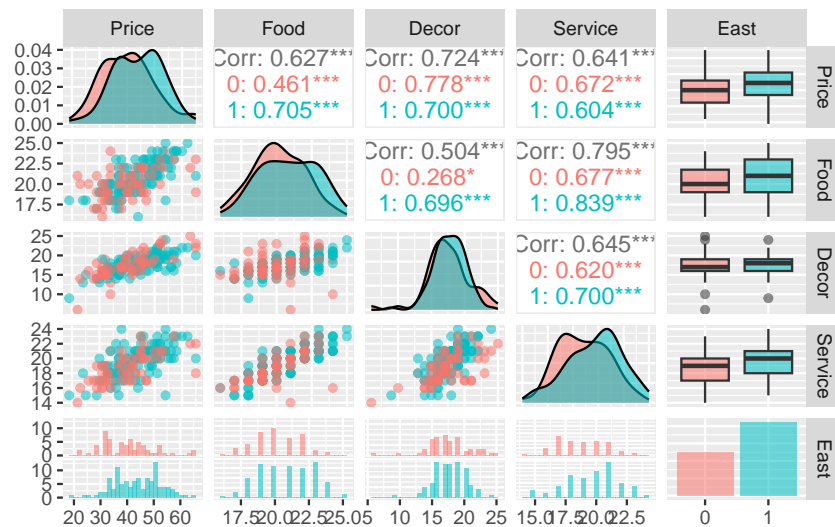 Price Food Decor Service East
0.04 0.03 0.02 0.01 0.00
Corr: 0.627***
0: 0.461***
1: 0.705***
Corr: 0.724***
0: 0.778***
1: 0.700***
Corr: 0.641***
0: 0.672***
1: 0.604***
Price
25.0 22.5 20.0 17.5
Corr: 0.504***
0: 0.268*
1: 0.696***
Corr: 0.795***
0: 0.677***
1: 0.839***
Food
25 20 15 10
Corr: 0.645***
0: 0.620***
1: 0.700***
Decor
24 22 20 18 16 14
Service
10 5 0
10 5 0
East
20 30 40 50 60
17.5 20.0 22.5 25.0
5 10 15 20 25
15.0 17.5 20.0 22.5
0 1